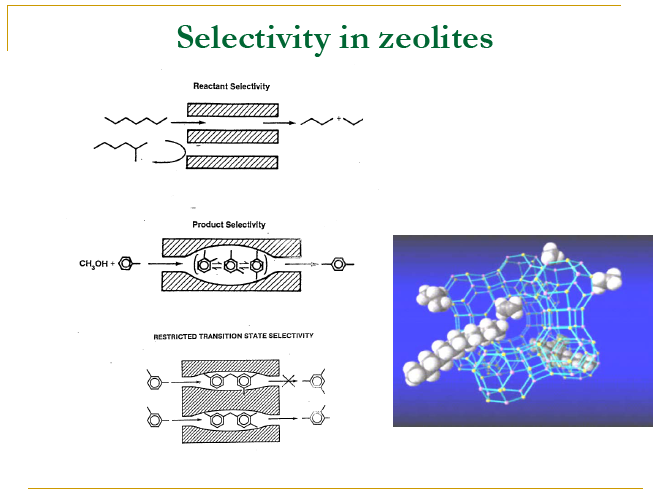 Selectivity in zeolites
Reactant Selectivity
+
Product Selectivity
CH3OH +
RESTRICTED TRANSITION STATE SELECTIVITY